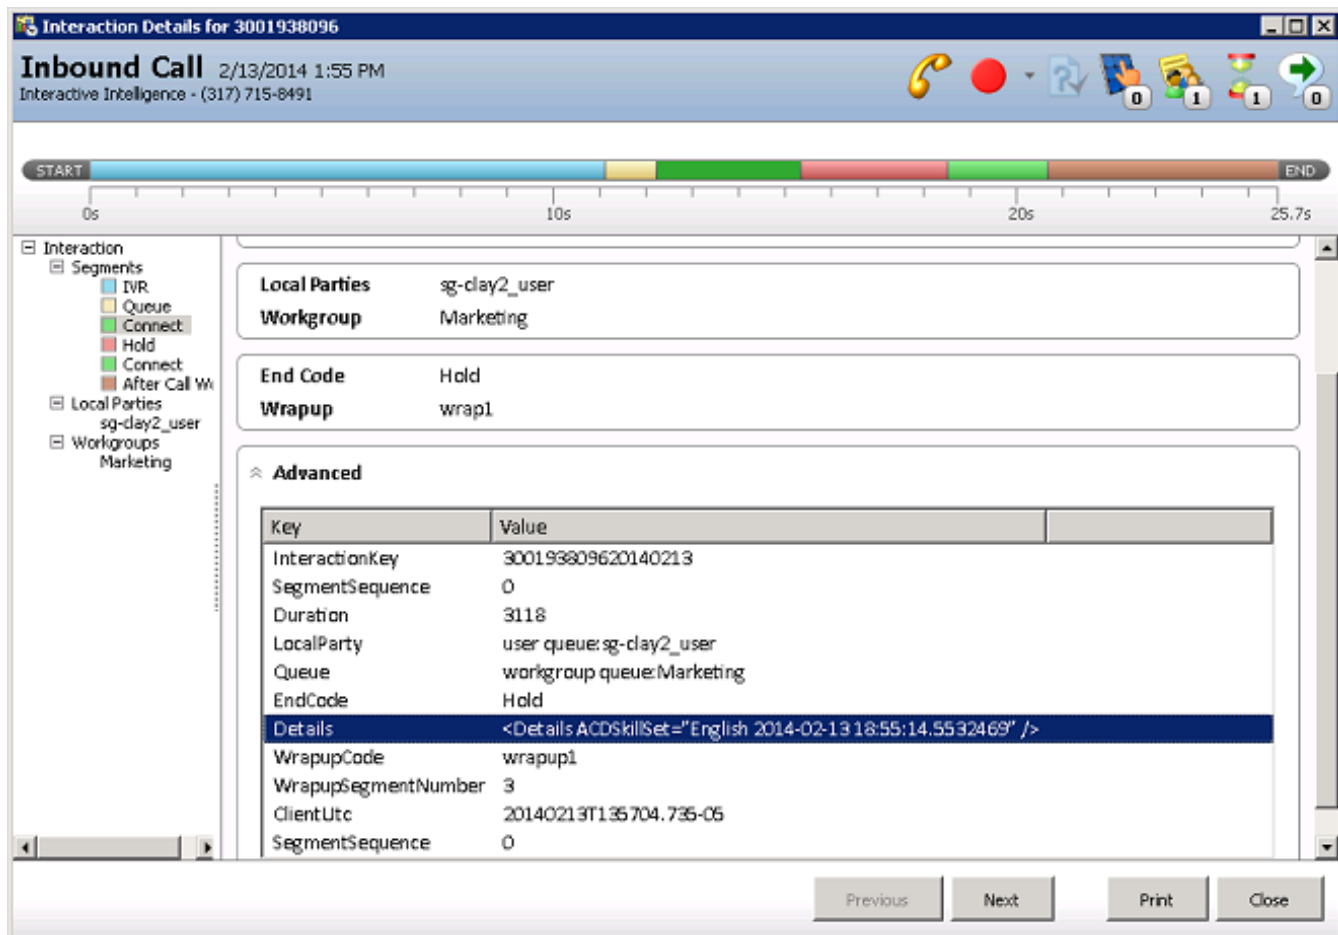 Interaction Details for 3001938096
Inbound Call 2/13/2014 1:55 PM
Interactive Intelligence - (317) 715-8491
0 1 1 0
START END
0s 10s 20s 25.7s
Interaction
Segments
IVR
Queue
Connect
Hold
Connect
After Call W
Local Parties
sg-clay2_user
Workgroups
Marketing
Local Parties sg-clay2_user
Workgroup Marketing
End Code Hold
Wrapup wrap1
Advanced
Key Value
InteractionKey 300193809620140213
SegmentSequence 0
Duration 3118
LocalParty user queue:sg-clay2_user
Queue workgroup queue:Marketing
EndCode Hold
Details <Details ACDSkillSet="English 2014-02-13 18:55:14.5532469" />
WrapupCode wrapup1
WrapupSegmentNumber 3
ClientUtc 20140213T135704.735-05
SegmentSequence 0
Previous Next Print Close